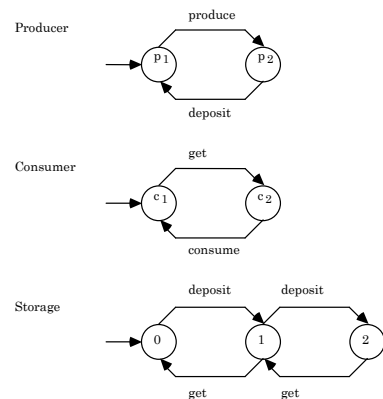 produce
Producer
p1
p2
deposit
get
Consumer
c1
c2
consume
deposit
deposit
Storage
0
1
2
get
get